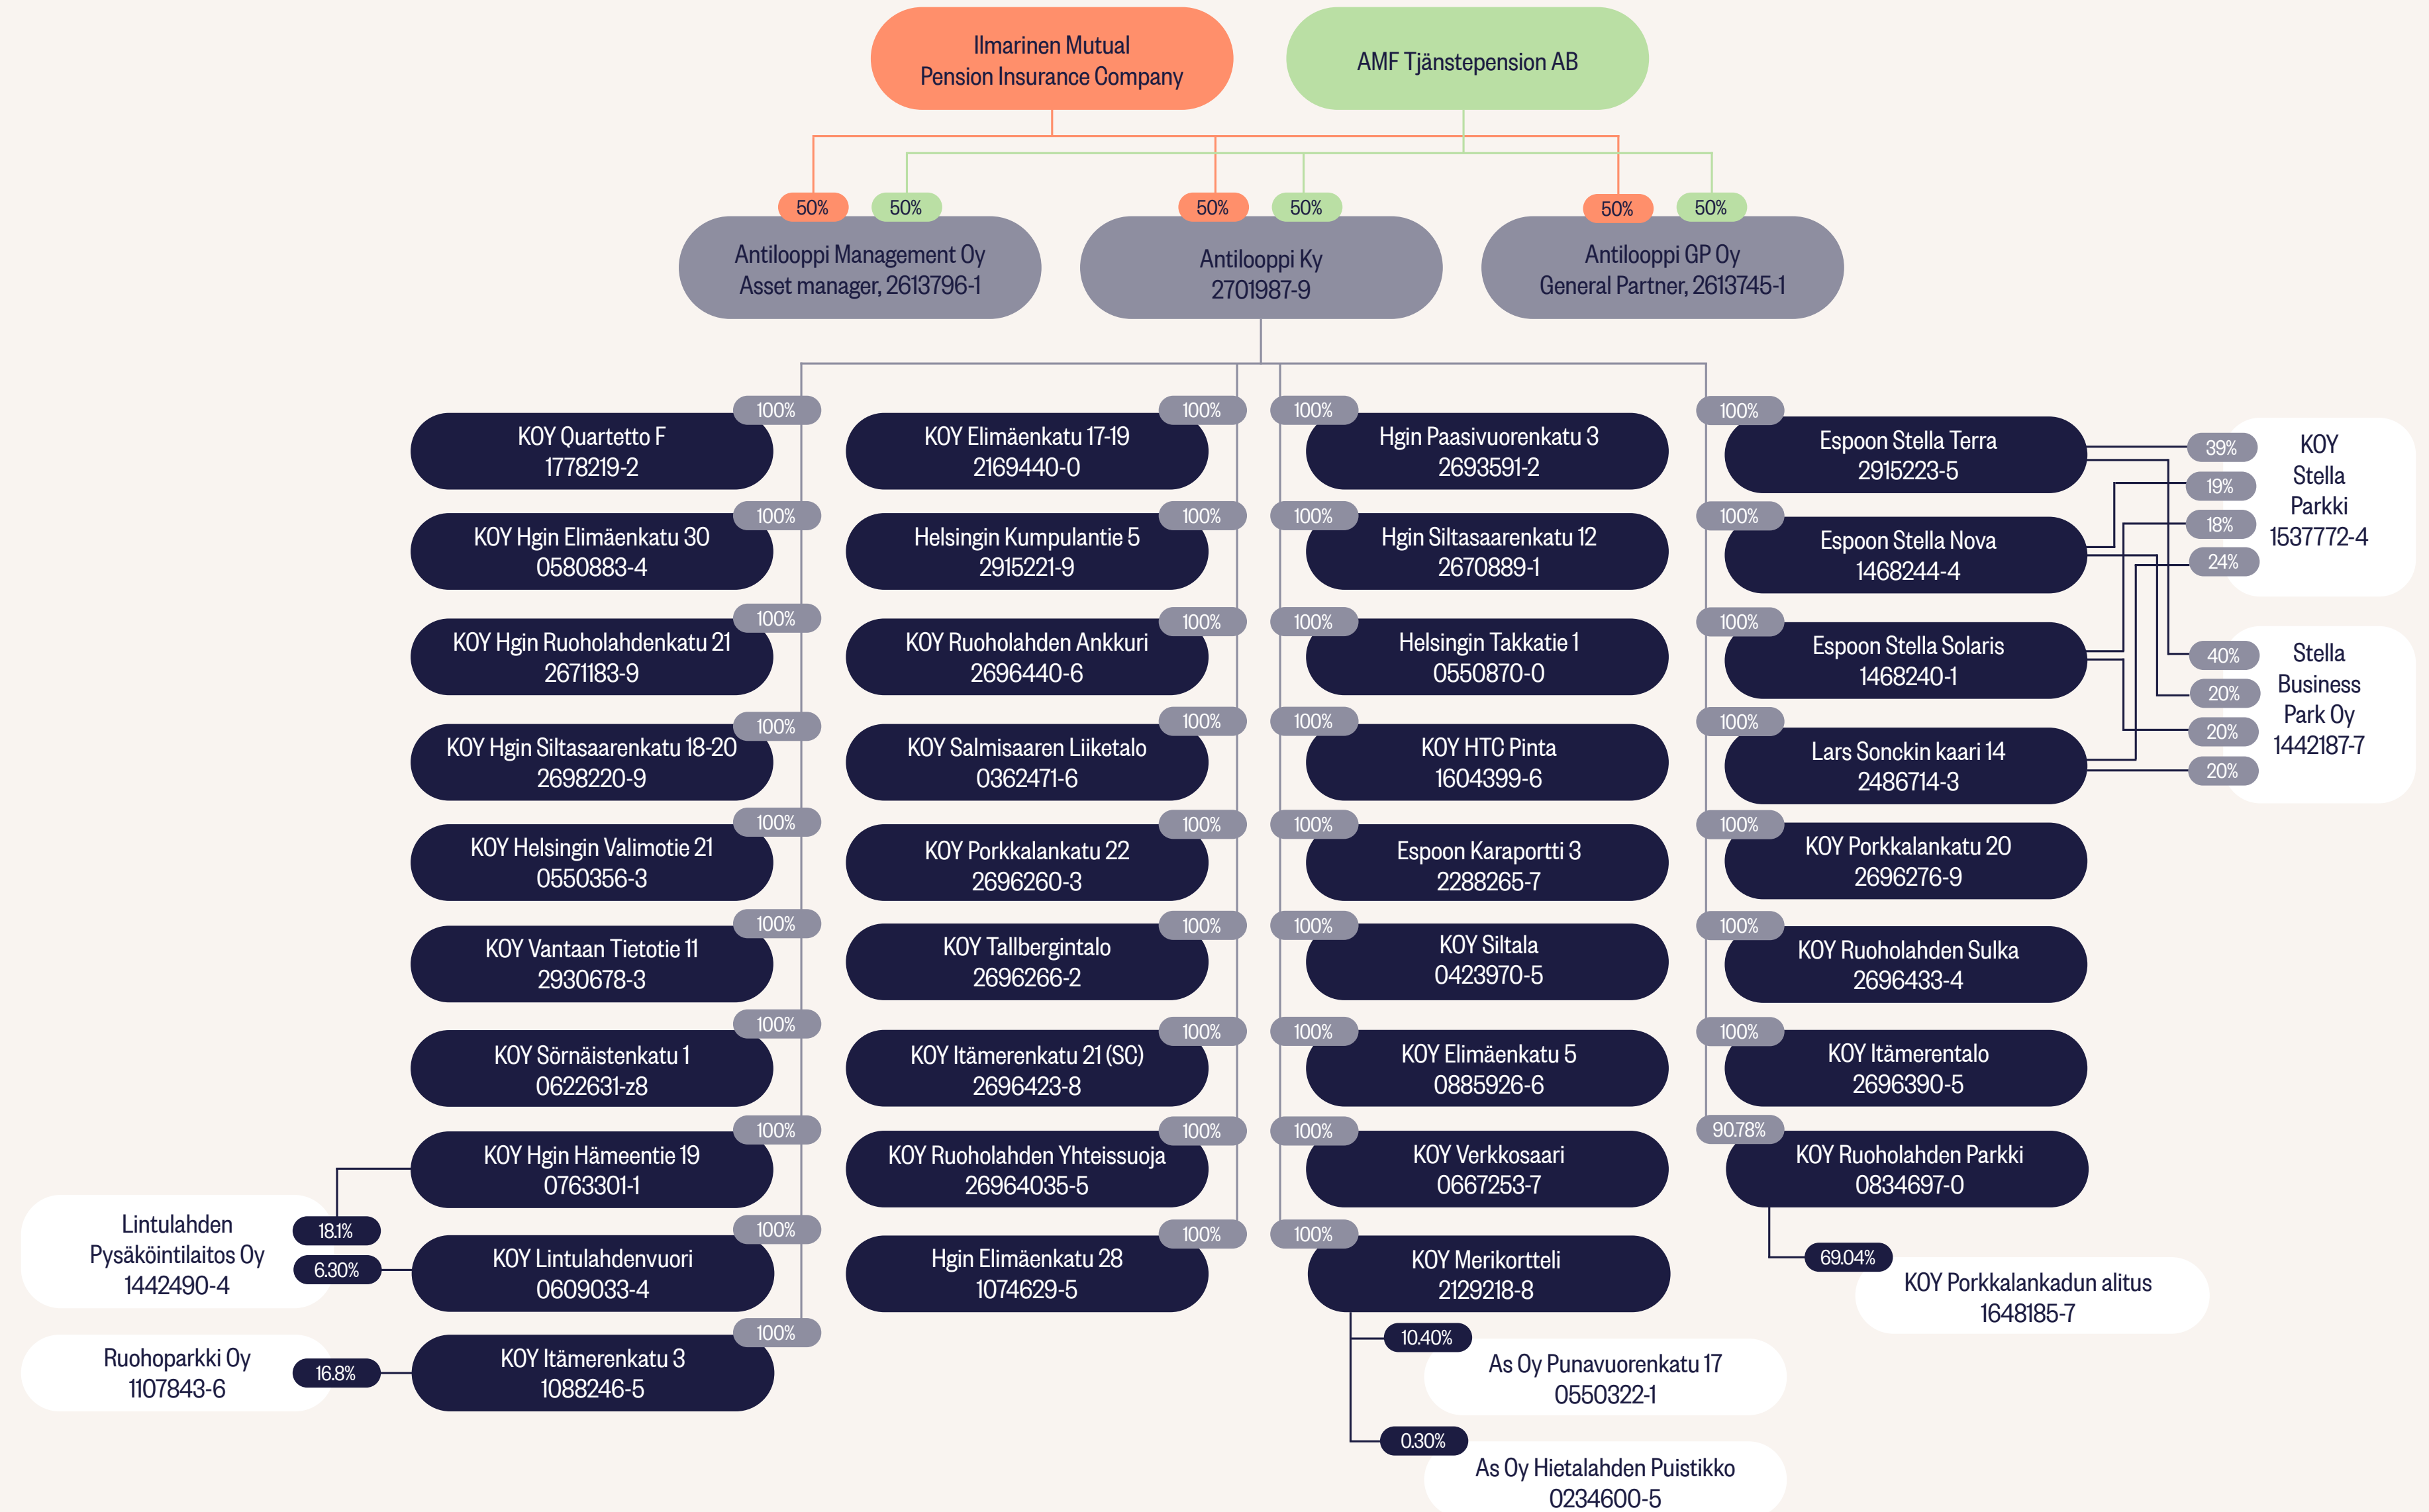 Ilmarinen Mutual
Pension Insurance Company
AMF Tjänstepension AB
50%
50%
50%
50%
50%
50%
Antilooppi Management Oy
Asset manager, 2613796-1
Antilooppi Ky
2701987-9
Antilooppi GP Oy
General Partner, 2613745-1
100%
KOY Quartetto F
1778219-2
100%
KOY Hgin Elimäenkatu 30
0580883-4
100%
KOY Hgin Ruoholahdenkatu 21
2671183-9
100%
KOY Hgin Siltasaarenkatu 18-20
2698220-9
100%
KOY Helsingin Valimotie 21
0550356-3
100%
KOY Vantaan Tietotie 11
2930678-3
100%
KOY Sörnäistenkatu 1
0622631-z8
100%
KOY Hgin Hämeentie 19
0763301-1
100%
KOY Lintulahdenvuori
0609033-4
100%
KOY Itämerenkatu 3
1088246-5
Lintulahden
Pysäköintilaitos Oy
1442490-4
18.1%
6.30%
Ruohoparkki Oy
1107843-6
16.8%
100%
KOY Elimäenkatu 17-19
2169440-0
100%
Helsingin Kumpulantie 5
2915221-9
100%
KOY Ruoholahden Ankkuri
2696440-6
100%
KOY Salmisaaren Liiketalo
0362471-6
100%
KOY Porkkalankatu 22
2696260-3
100%
KOY Tallbergintalo
2696266-2
100%
KOY Itämerenkatu 21 (SC)
2696423-8
100%
KOY Ruoholahden Yhteissuoja
26964035-5
100%
Hgin Elimäenkatu 28
1074629-5
100%
Hgin Paasivuorenkatu 3
2693591-2
100%
Hgin Siltasaarenkatu 12
2670889-1
100%
Helsingin Takkatie 1
0550870-0
100%
KOY HTC Pinta
1604399-6
100%
Espoon Karaportti 3
2288265-7
100%
KOY Siltala
0423970-5
100%
KOY Elimäenkatu 5
0885926-6
100%
KOY Verkkosaari
0667253-7
100%
KOY Merikortteli
2129218-8
10.40%
As Oy Punavuorenkatu 17
0550322-1
0.30%
As Oy Hietalahden Puistikko
0234600-5
100%
Espoon Stella Terra
2915223-5
100%
Espoon Stella Nova
1468244-4
100%
Espoon Stella Solaris
1468240-1
100%
Lars Sonckin kaari 14
2486714-3
100%
KOY Porkkalankatu 20
2696276-9
100%
KOY Ruoholahden Sulka
2696433-4
100%
KOY Itämerentalo
2696390-5
90.78%
KOY Ruoholahden Parkki
0834697-0
69.04%
KOY Porkkalankadun alitus
1648185-7
39%
19%
18%
24%
KOY
Stella
Parkki
1537772-4
40%
20%
20%
20%
Stella
Business
Park Oy
1442187-7